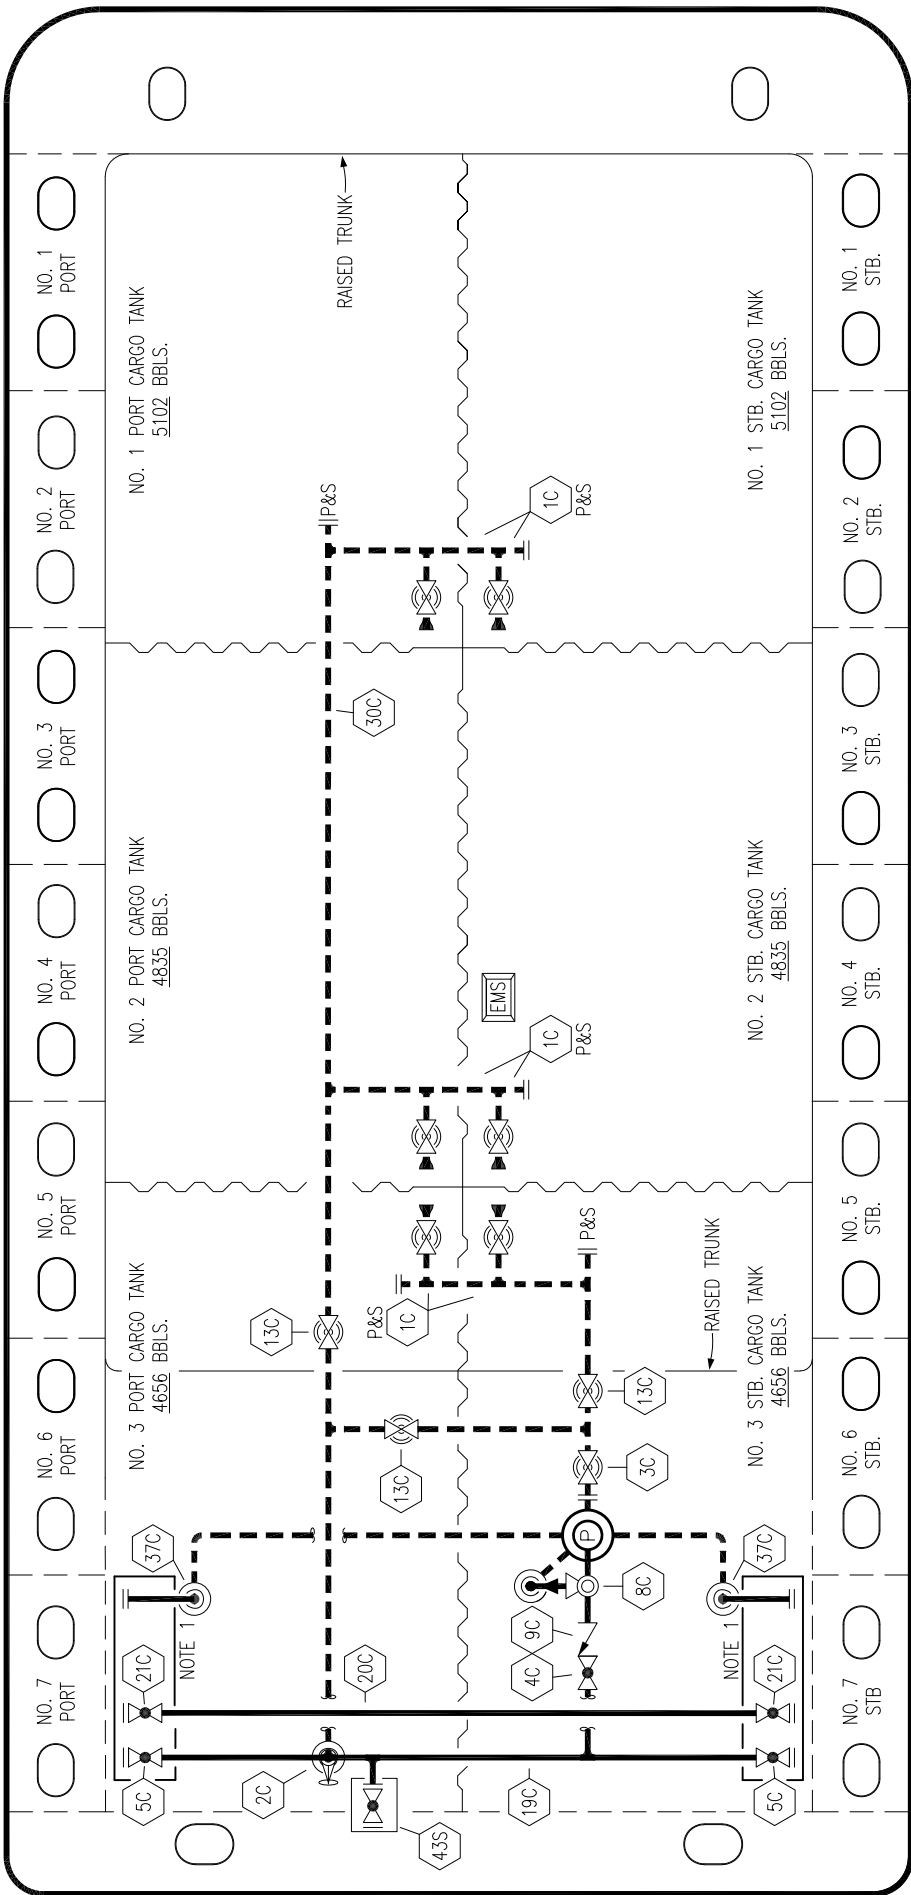 NO. 1
PORT
NO. 2
PORT
NO. 3
PORT
NO. 4
PORT
NO. 5
PORT
NO. 6
PORT
NO. 7
PORT
NO. 1 PORT CARGO TANK
5102 BBLS.
NO. 2 PORT CARGO TANK
4835 BBLS.
NO. 3 PORT CARGO TANK
4656 BBLS.
RAISED TRUNK
P&S
30C
1C
P&S
EMS
1C
P&S
13C
P&S
1C
P&S
13C
13C
3C
P
37C
37C
8C
9C
4C
NOTE 1
NOTE 1
21C
21C
20C
5C
5C
2C
19C
43S
RAISED TRUNK
NO. 1 STB. CARGO TANK
5102 BBLS.
NO. 2 STB. CARGO TANK
4835 BBLS.
NO. 3 STB. CARGO TANK
4656 BBLS.
NO. 1
STB.
NO. 2
STB.
NO. 3
STB.
NO. 4
STB.
NO. 5
STB.
NO. 6
STB.
NO. 7
STB